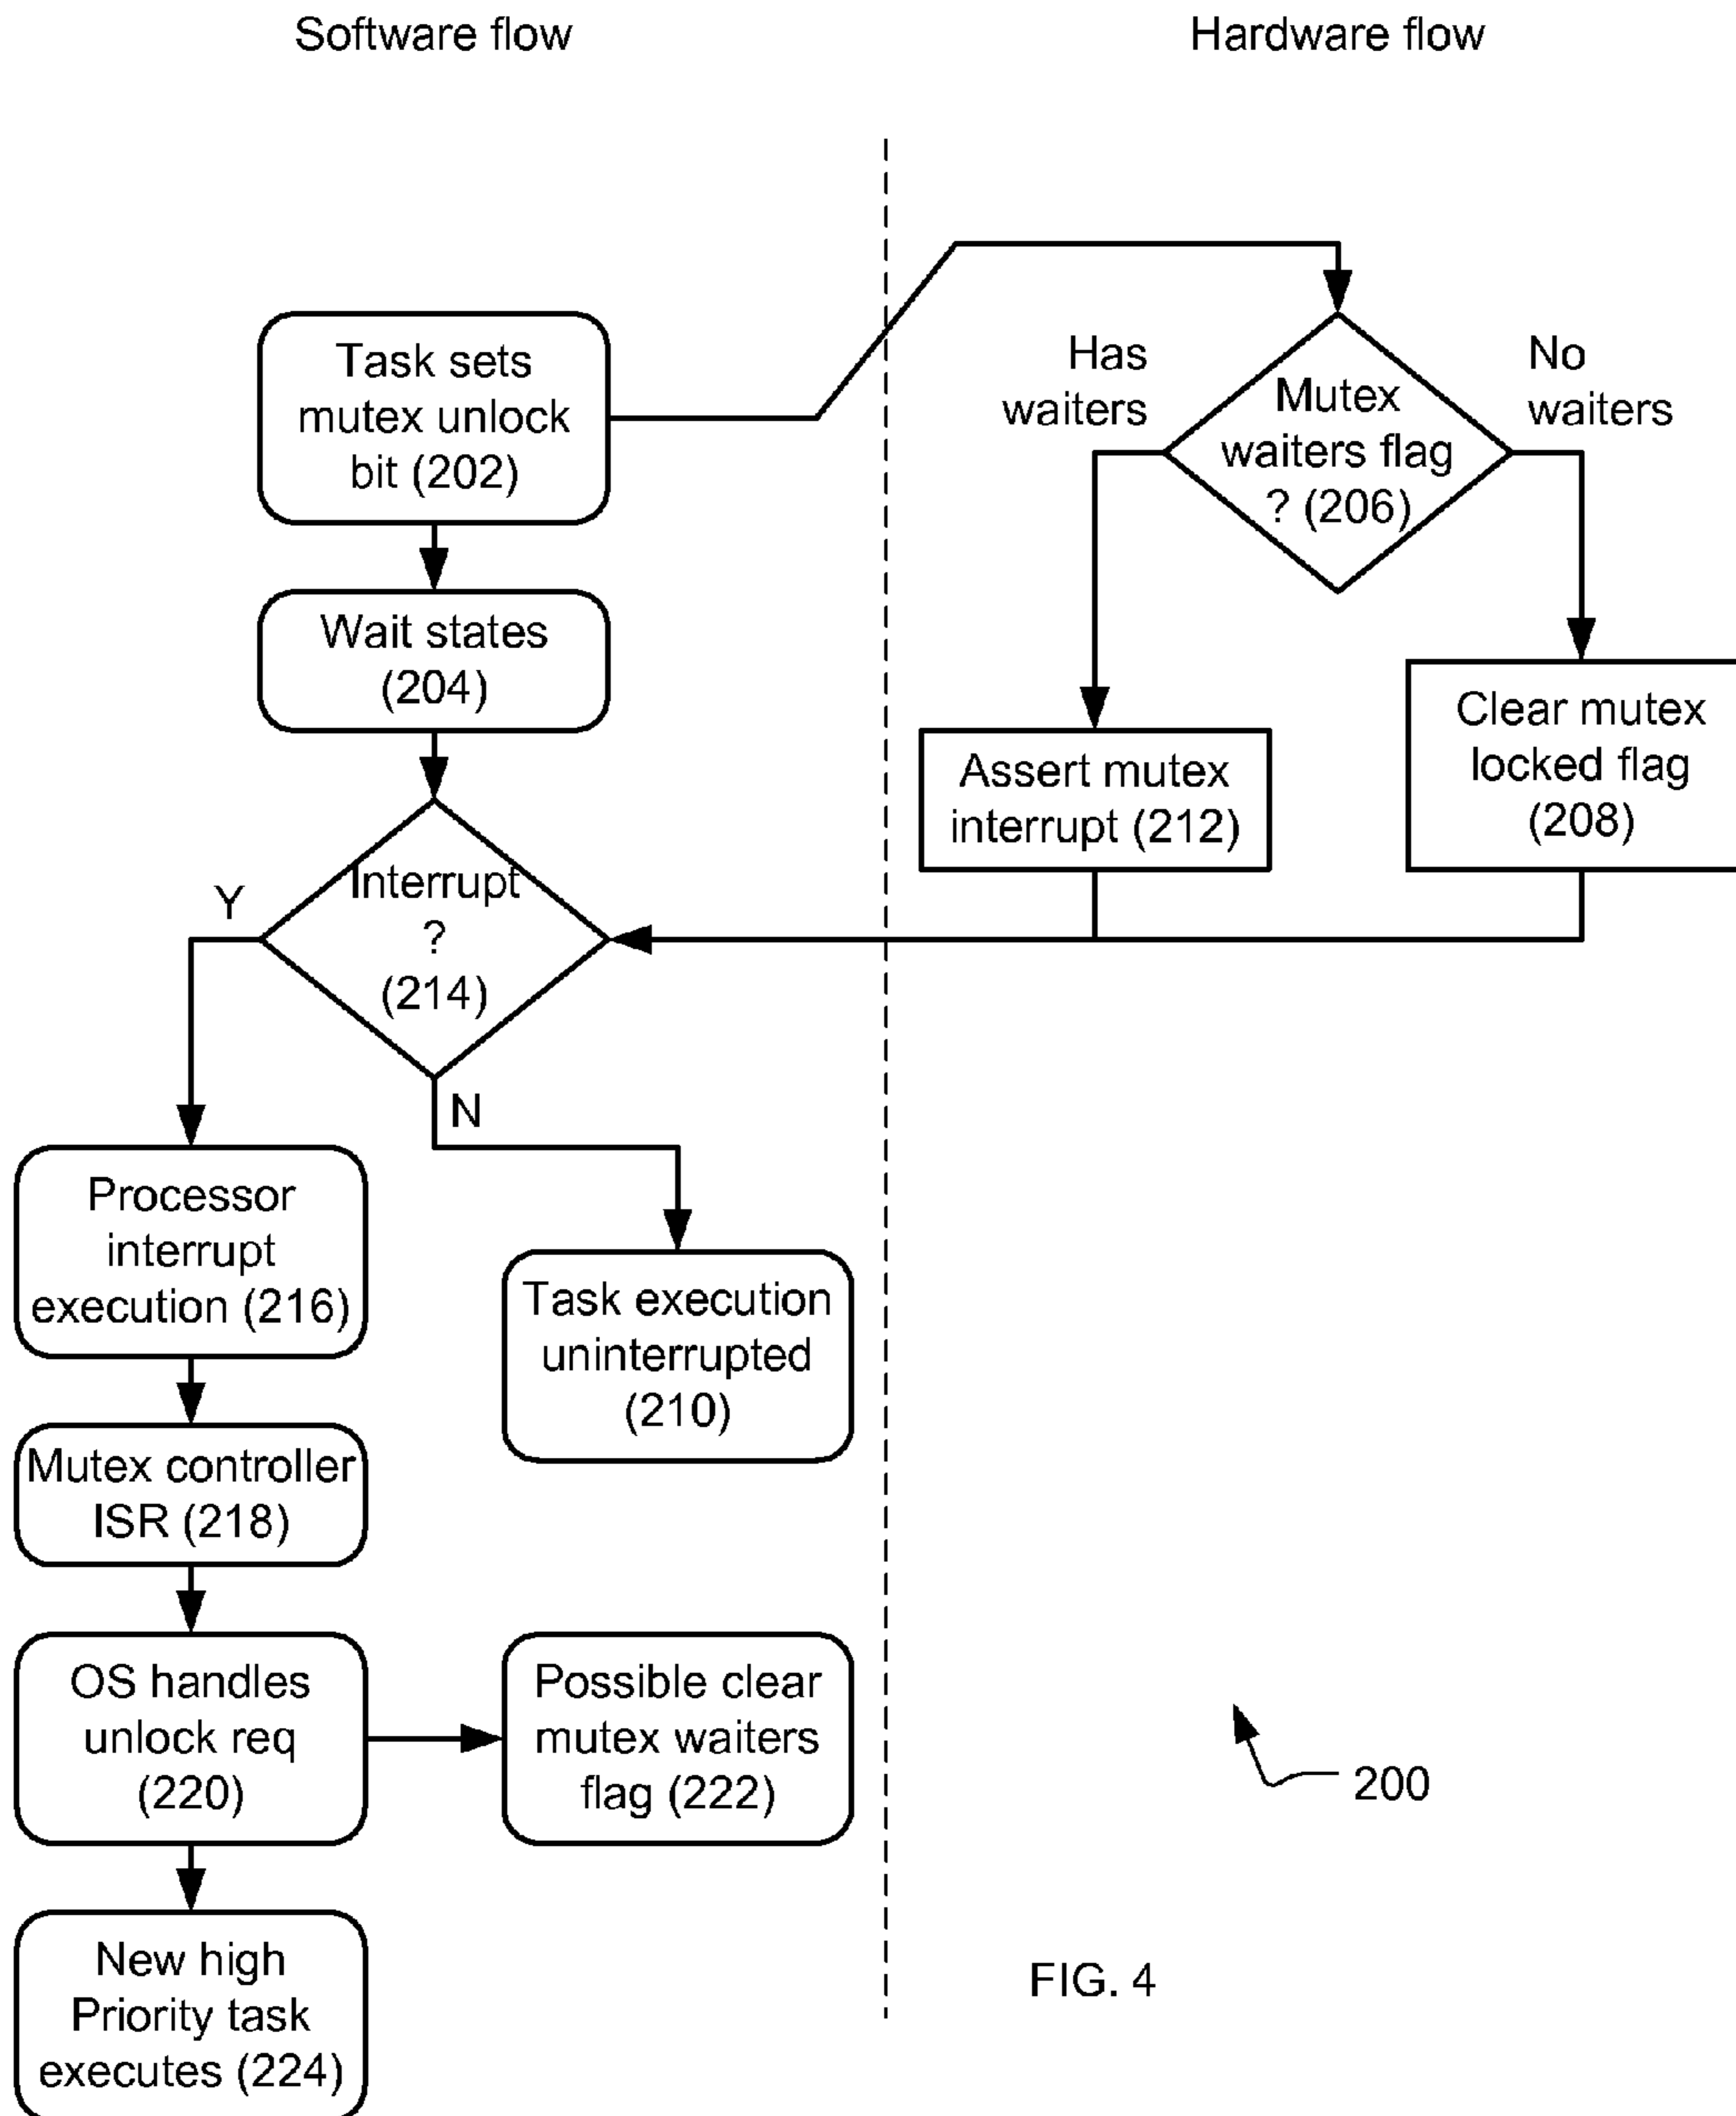 Software flow
Hardware flow
Task sets
mutex unlock
bit (202)
Has
waiters
Mutex
waiters flag
? (206)
No
waiters
Wait states
(204)
Assert mutex
interrupt (212)
Clear mutex
locked flag
(208)
Interrupt
?
(214)
Y
N
Processor
interrupt
execution (216)
Task execution
uninterrupted
(210)
Mutex controller
ISR (218)
OS handles
unlock req
(220)
Possible clear
mutex waiters
flag (222)
200
New high
Priority task
executes (224)
FIG. 4